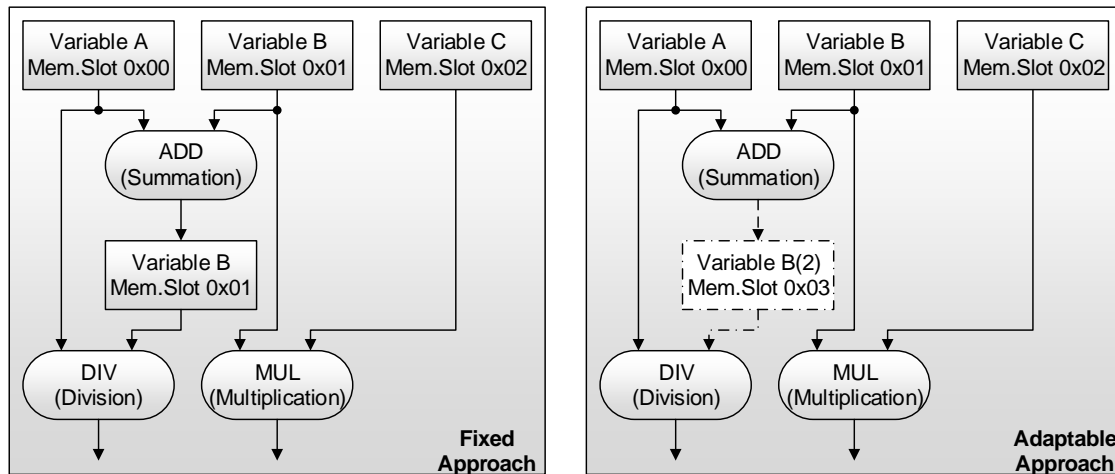 Variable A
Mem.Slot 0x00
Variable B
Mem.Slot 0x01
Variable C
Mem.Slot 0x02
ADD
(Summation)
Variable B
Mem.Slot 0x01
DIV
(Division)
MUL
(Multiplication)
Fixed
Approach
Variable A
Mem.Slot 0x00
Variable B
Mem.Slot 0x01
Variable C
Mem.Slot 0x02
ADD
(Summation)
Variable B(2)
Mem.Slot 0x03
DIV
(Division)
MUL
(Multiplication)
Adaptable
Approach